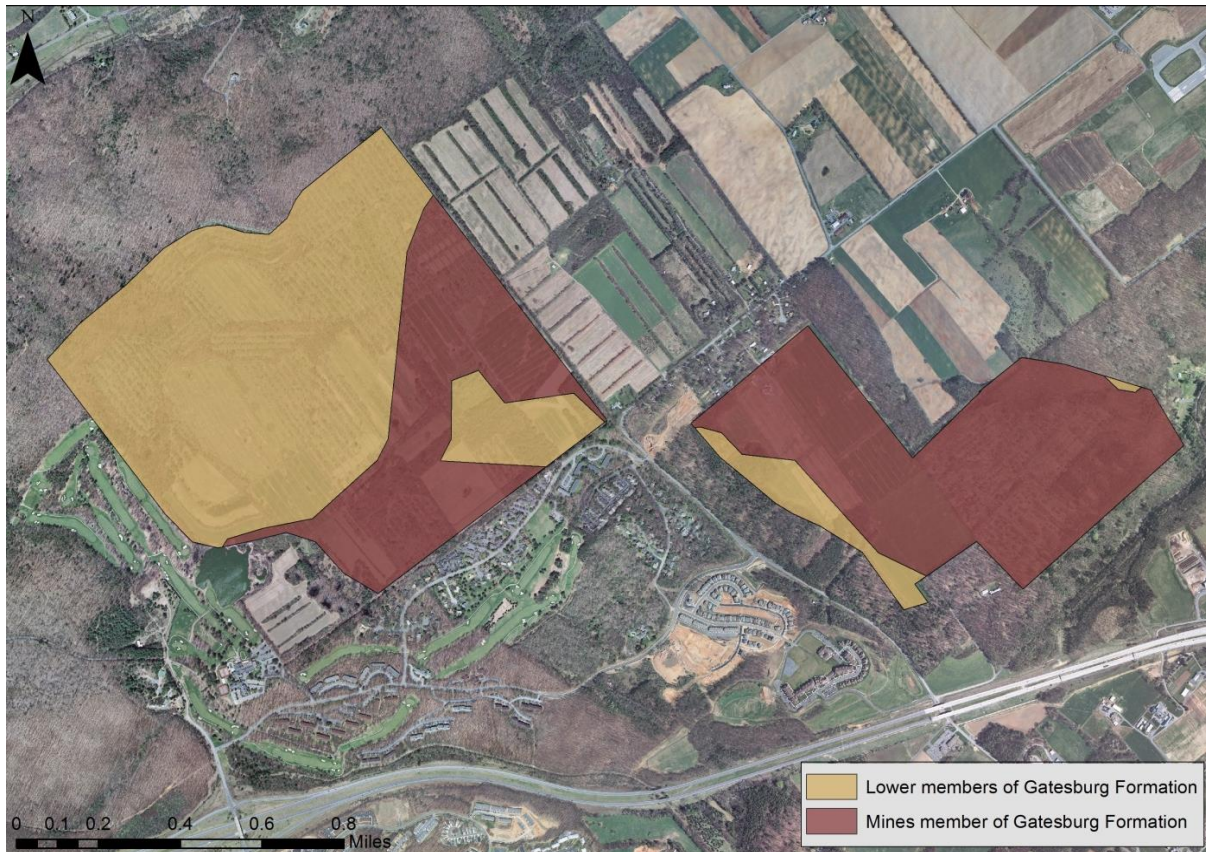 N
Lower members of Gatesburg Formation
Mines member of Gatesburg Formation
0 0.1 0.2 0.4 0.6 0.8
Miles